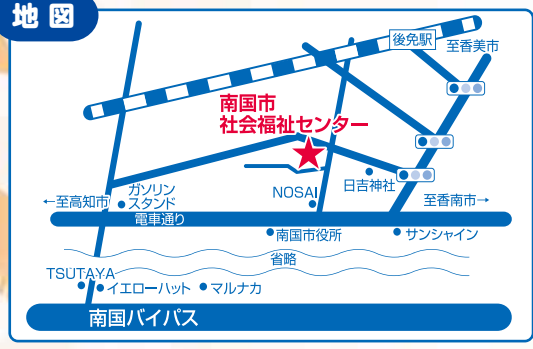 地図
後免駅
至香美市
南国市
社会福祉センター
NOSAI
日吉神社
ガソリン
スタンド
←至高知市
至香南市→
電車通り
南国市役所
サンシャイン
省略
TSUTAYA
イエローハット
マルナカ
南国バイパス